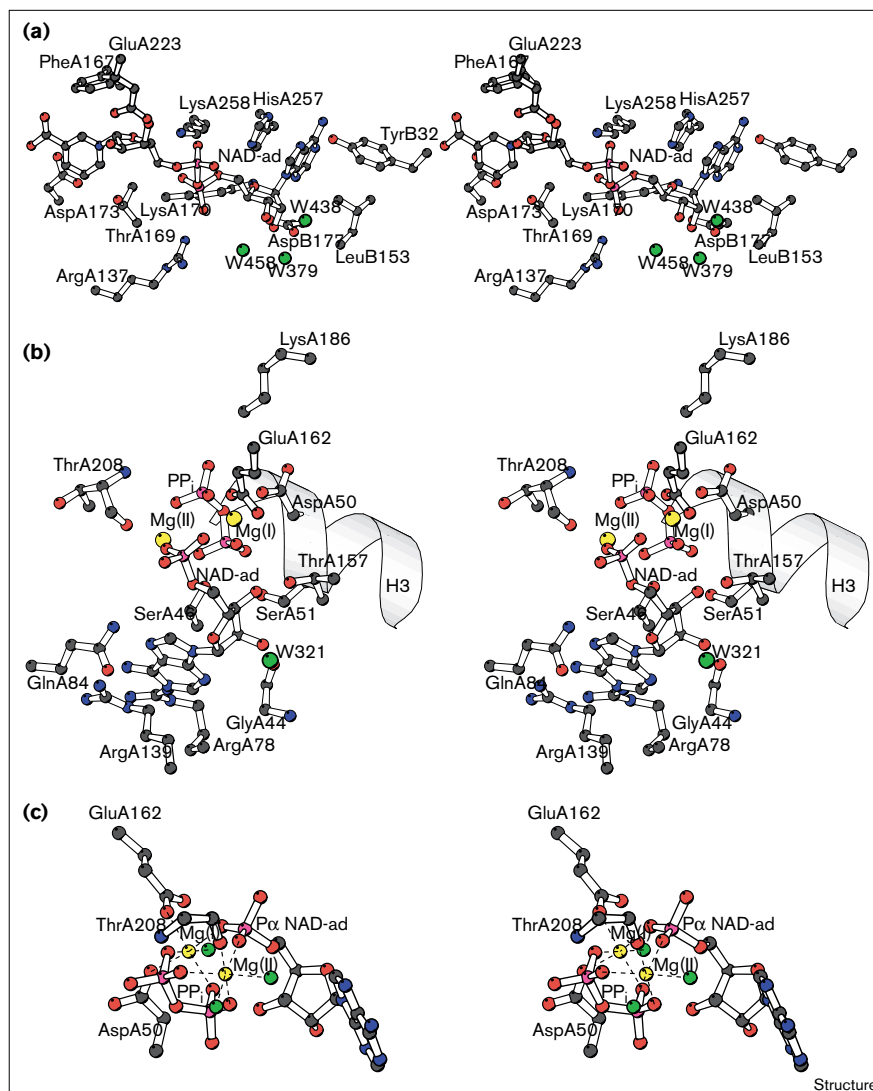 (a)
GluA223
PheA167
LysA258
HisA257
TyrB32
NAD-ad
AspA173
LysA170
W438
ThrA169
AspB177
LeuB153
W458
W379
ArgA137
GluA223
PheA167
LysA258
HisA257
TyrB32
NAD-ad
AspA173
W438
ThrA169
LeuB153
W458
W379
ArgA137
(b)
LysA186
GluA162
ThrA208
PPi
AspA50
Mg(II)
Mg(I)
ThrA157
NAD-ad
H3
SerA46
SerA51
W321
GlnA84
GlyA44
ArgA139
ArgA78
LysA186
GluA162
ThrA208
PPi
AspA50
Mg(II)
Mg(I)
ThrA157
NAD-ad
H3
SerA46
SerA51
W321
GlnA84
GlyA44
ArgA139
ArgA78
(c)
GluA162
ThrA208
Mg(I)
Pα NAD-ad
Mg(II)
PPi
AspA50
GluA162
ThrA208
Pα NAD-ad
Mg(II)
PPi
AspA50
Structure